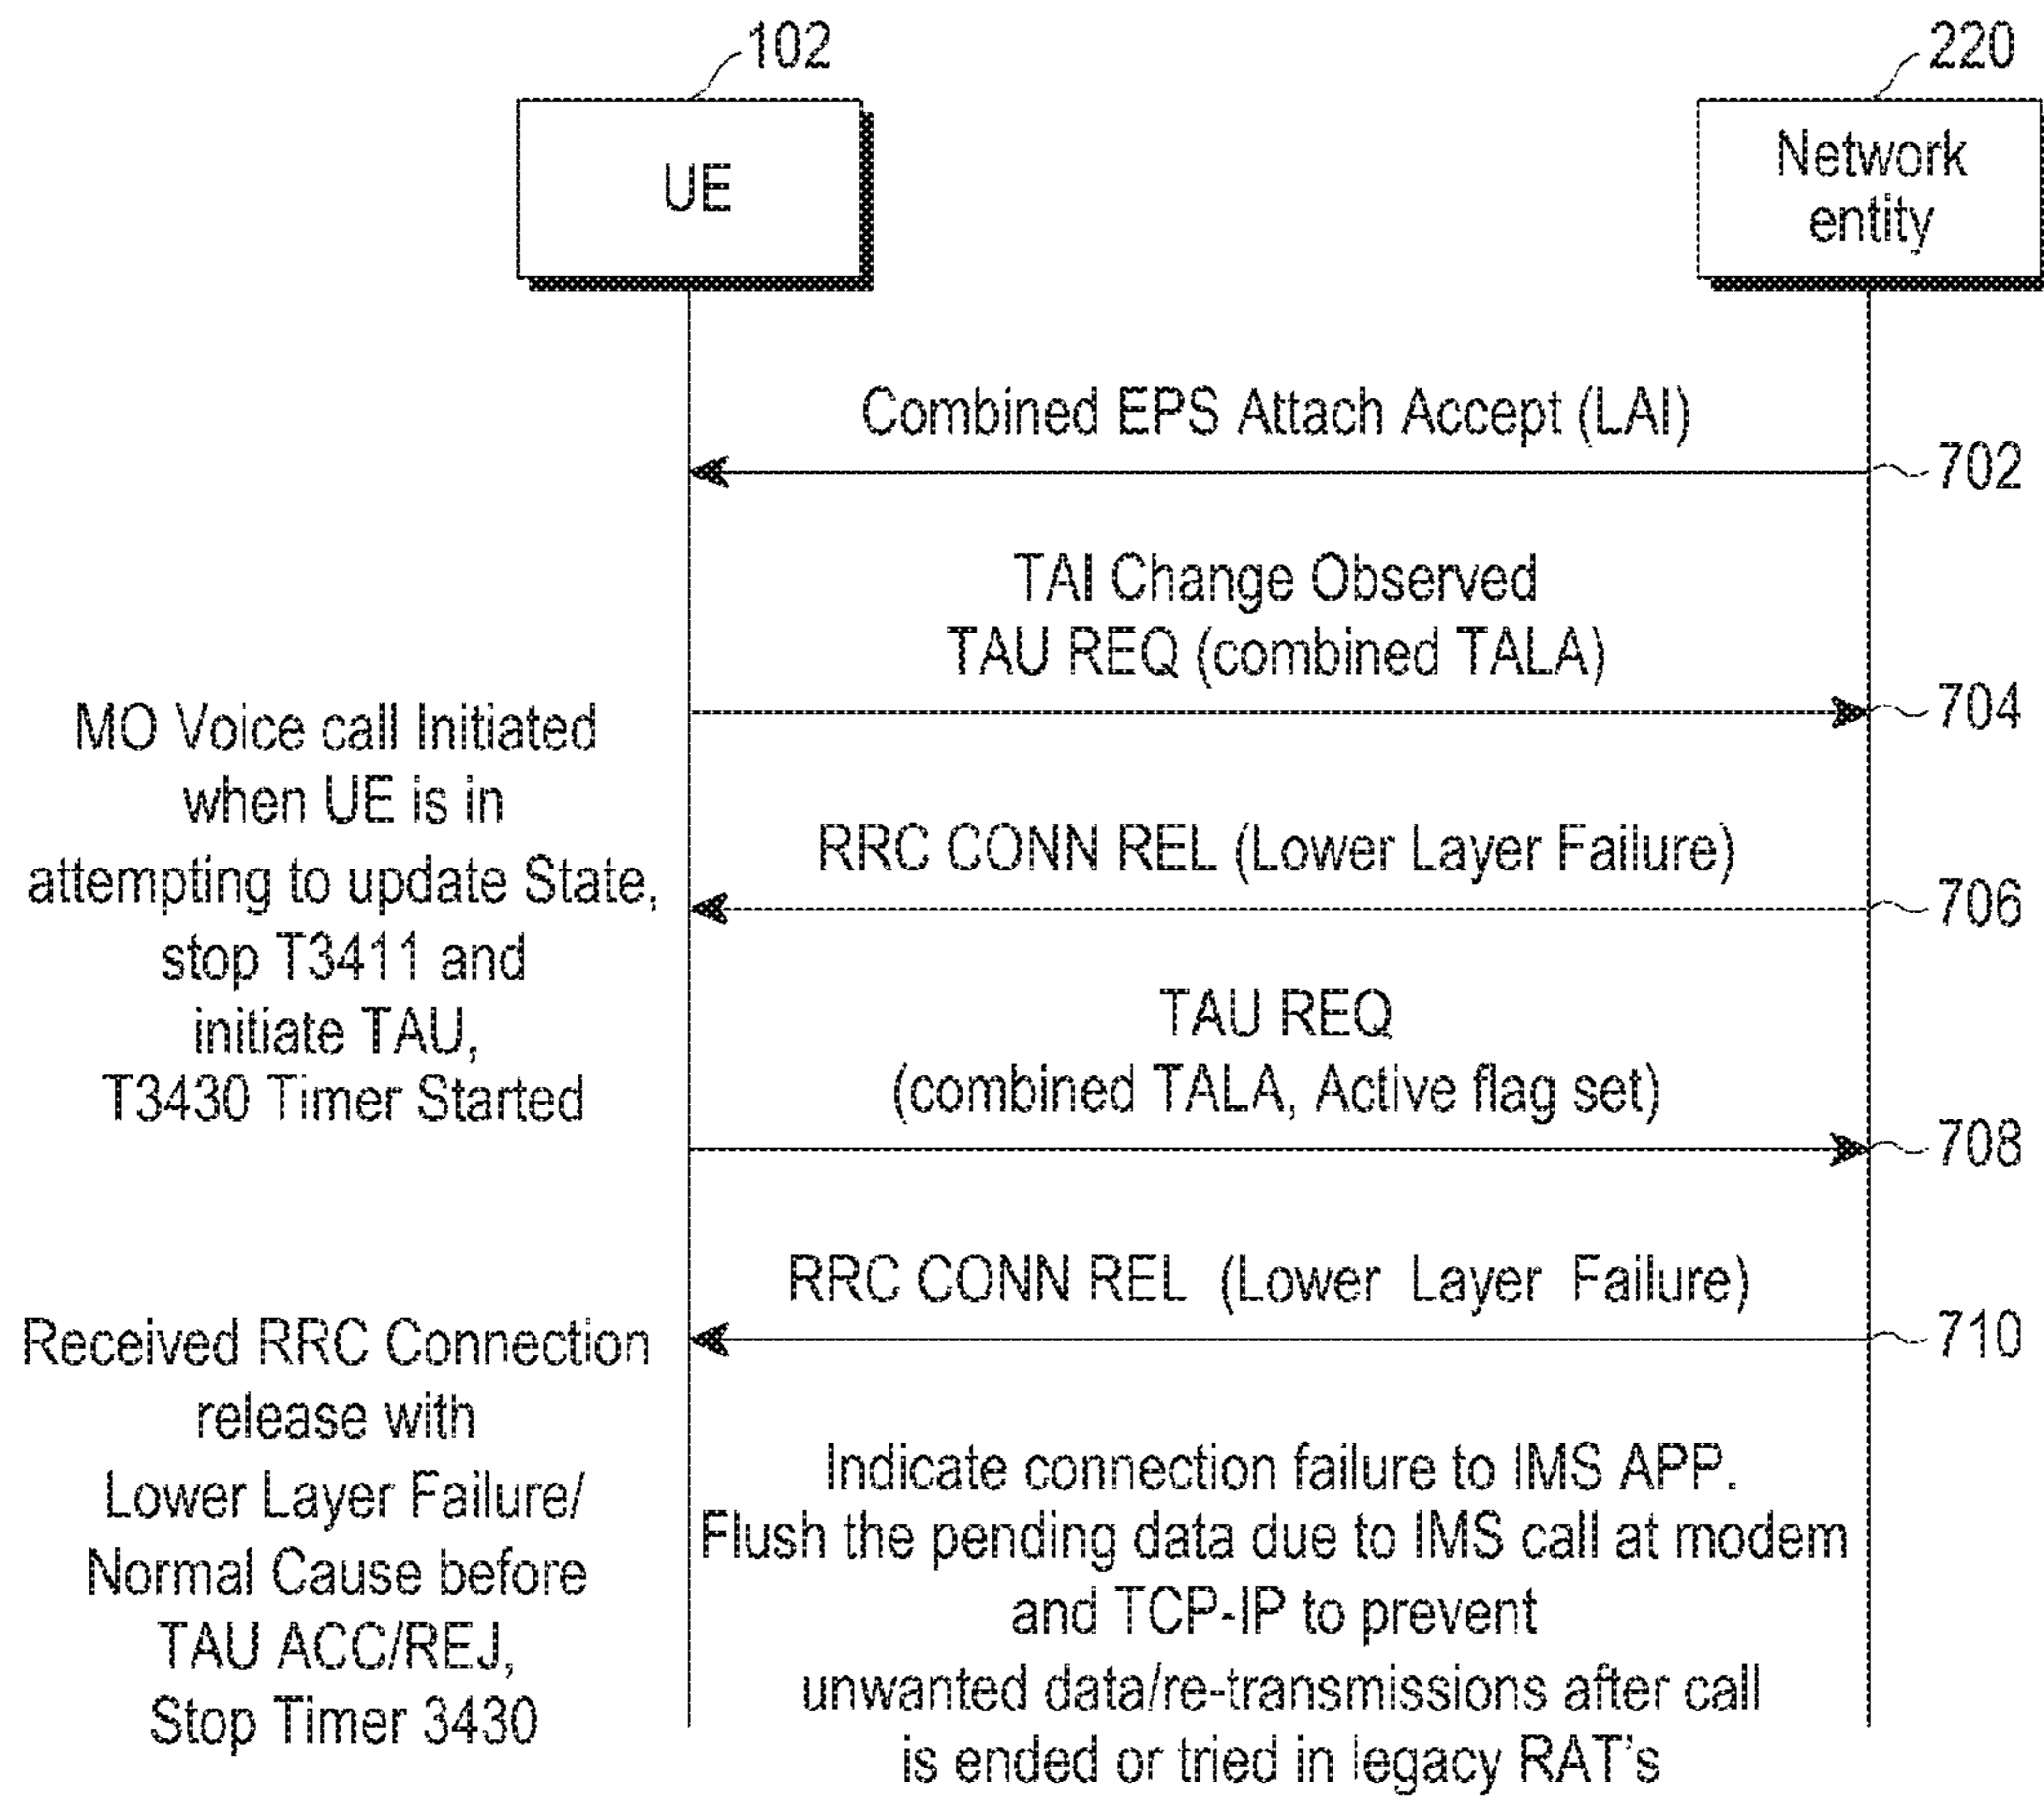 102
220
UE
Network
entity
Combined EPS Attach Accept (LAI)
702
TAI Change Observed
TAU REQ (combined TALA)
704
MO Voice call Initiated
when UE is in
attempting to update State,
stop T3411 and
initiate TAU,
T3430 Timer Started
RRC CONN REL (Lower Layer Failure)
706
TAU REQ
(combined TALA, Active flag set)
708
RRC CONN REL (Lower Layer Failure)
710
Received RRC Connection
release with
Lower Layer Failure/
Normal Cause before
TAU ACC/REJ,
Stop Timer 3430
Indicate connection failure to IMS APP.
Flush the pending data due to IMS call at modem
and TCP-IP to prevent
unwanted data/re-transmissions after call
is ended or tried in legacy RAT's